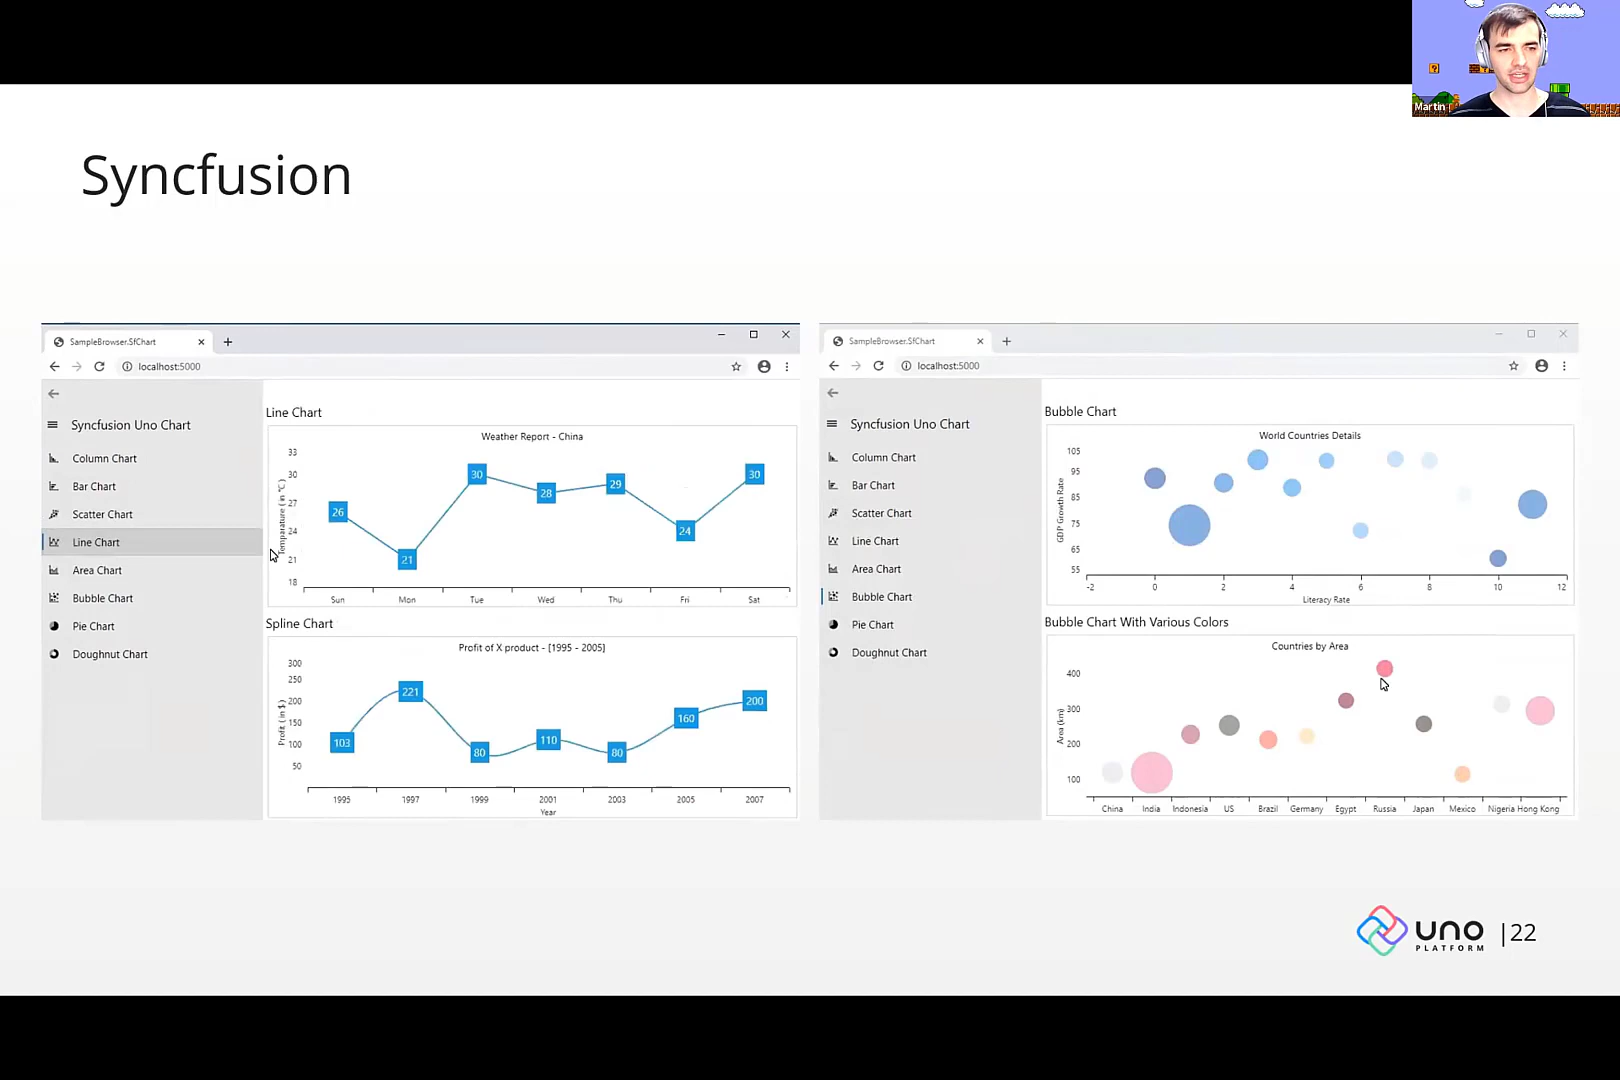 Martin
Syncfusion
SampleBrowser.SfChart
localhost:5000
Syncfusion Uno Chart
Column Chart
Bar Chart
Scatter Chart
Line Chart
Area Chart
Bubble Chart
Pie Chart
Doughnut Chart
Line Chart
Weather Report - China
Temparature ( in °C )
33
30
27
24
21
18
26
21
30
28
29
24
30
Sun Mon Tue Wed Thu Fri Sat
Spline Chart
Profit of X product - [1995 - 2005]
Profit ( in $ )
300
250
200
150
100
50
103
221
80
110
80
160
200
1995 1997 1999 2001 2003 2005 2007
Year
SampleBrowser.SfChart
localhost:5000
Syncfusion Uno Chart
Column Chart
Bar Chart
Scatter Chart
Line Chart
Area Chart
Bubble Chart
Pie Chart
Doughnut Chart
Bubble Chart
World Countries Details
GDP Growth Rate
105
95
85
75
65
55
-2 0 2 4 6 8 10 12
Literacy Rate
Bubble Chart With Various Colors
Countries by Area
Area (km)
400
300
200
100
China India Indonesia US Brazil Germany Egypt Russia Japan Mexico Nigeria Hong Kong
uno
PLATFORM
|22